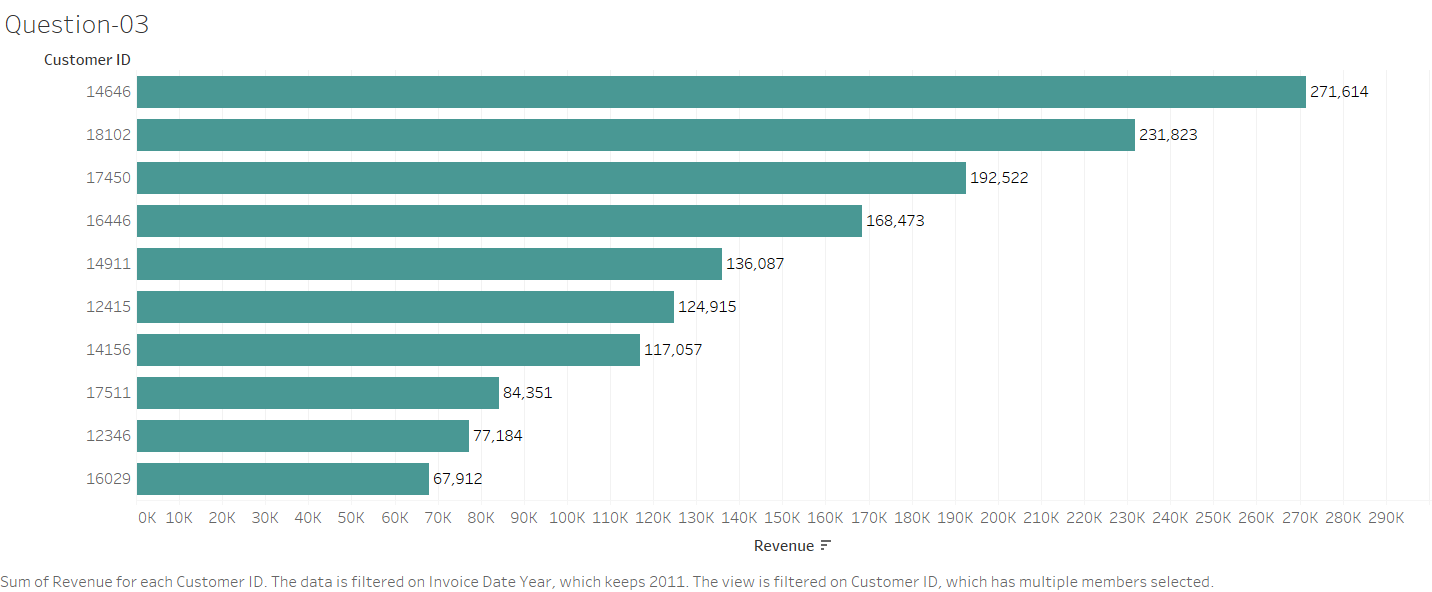 Question-03
Customer ID
14646 271,614
18102 231,823
17450 192,522
16446 168,473
14911 136,087
12415 124,915
14156 117,057
17511 84,351
12346 77,184
16029 67,912
0K 10K 20K 30K 40K 50K 60K 70K 80K 90K 100K 110K 120K 130K 140K 150K 160K 170K 180K 190K 200K 210K 220K 230K 240K 250K 260K 270K 280K 290K
Revenue
Sum of Revenue for each Customer ID. The data is filtered on Invoice Date Year, which keeps 2011. The view is filtered on Customer ID, which has multiple members selected.